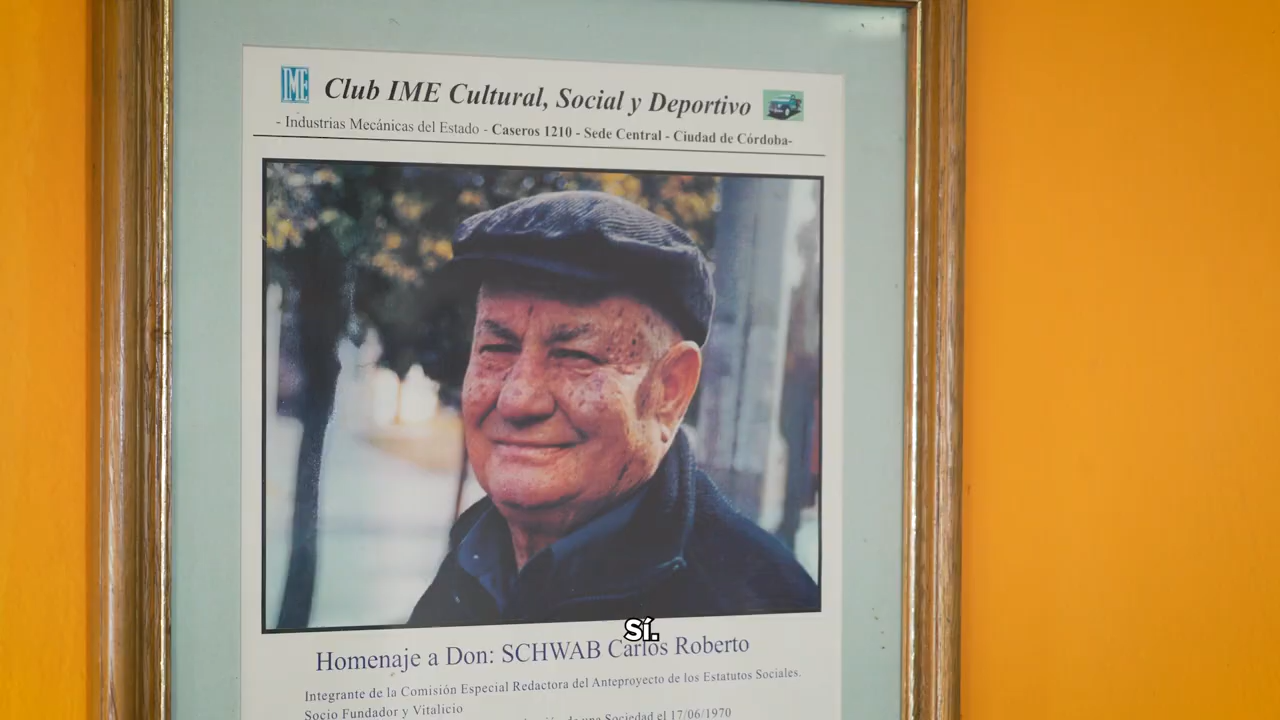 IME
Club IME Cultural, Social y Deportivo
- Industrias Mecánicas del Estado - Caseros 1210 - Sede Central - Ciudad de Córdoba-
Sí.
Homenaje a Don: SCHWAB Carlos Roberto
Integrante de la Comisión Especial Redactora del Anteproyecto de los Estatutos Sociales.
Socio Fundador y Vitalicio
de una Sociedad el 17/06/1970